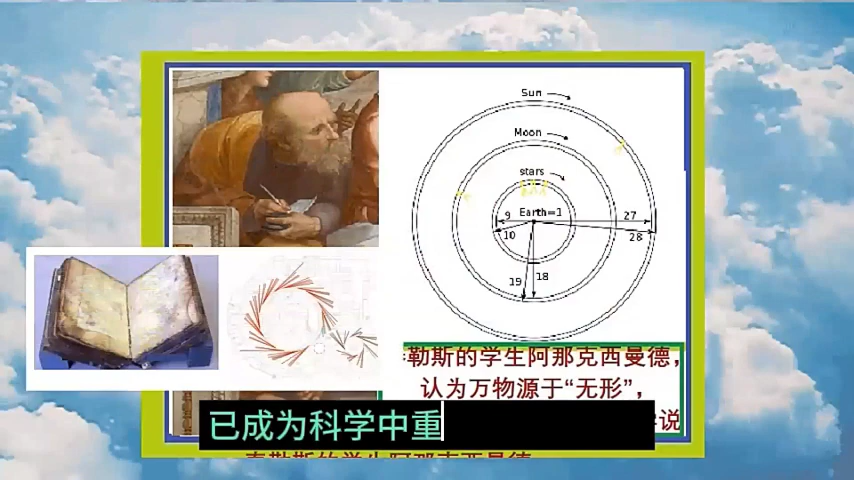 Sun
Moon
stars
Earth=1
9
10
27
28
19
18
勒斯的学生阿那克西曼德，
认为万物源于“无形”，
说
已成为科学中重